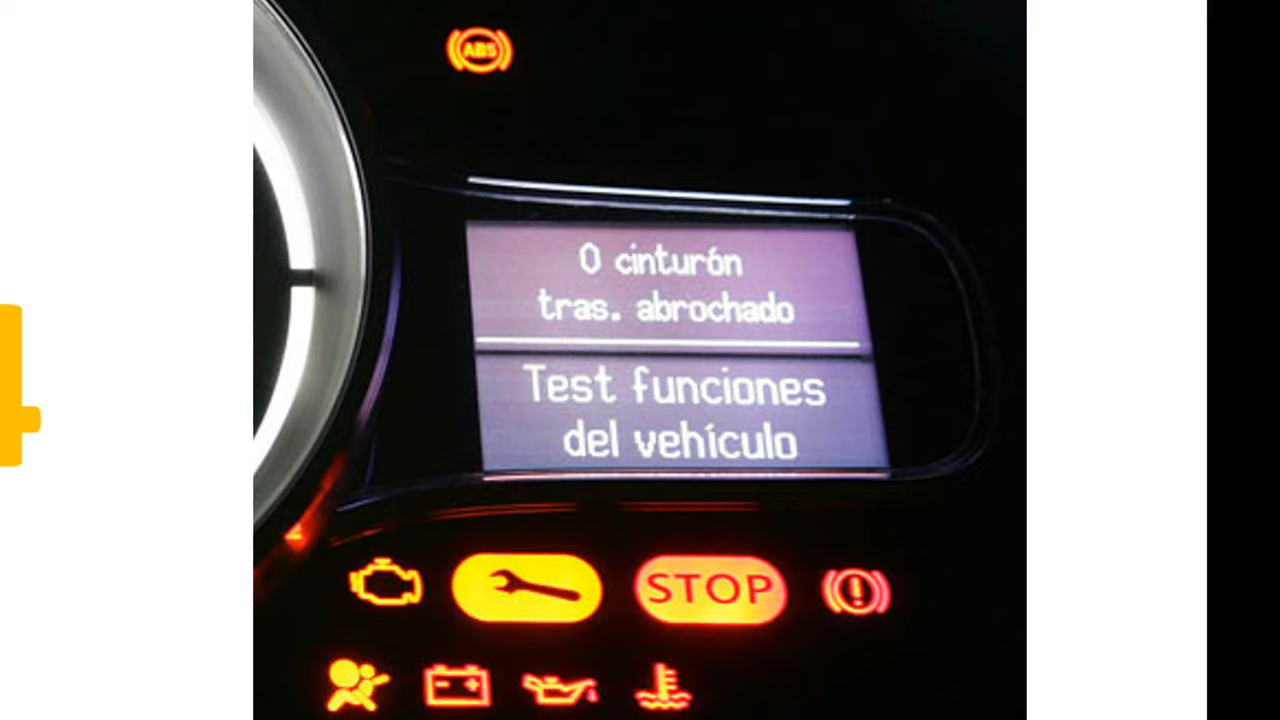 ABS
0 cinturón
tras. abrochado
Test funciones
del vehículo
STOP